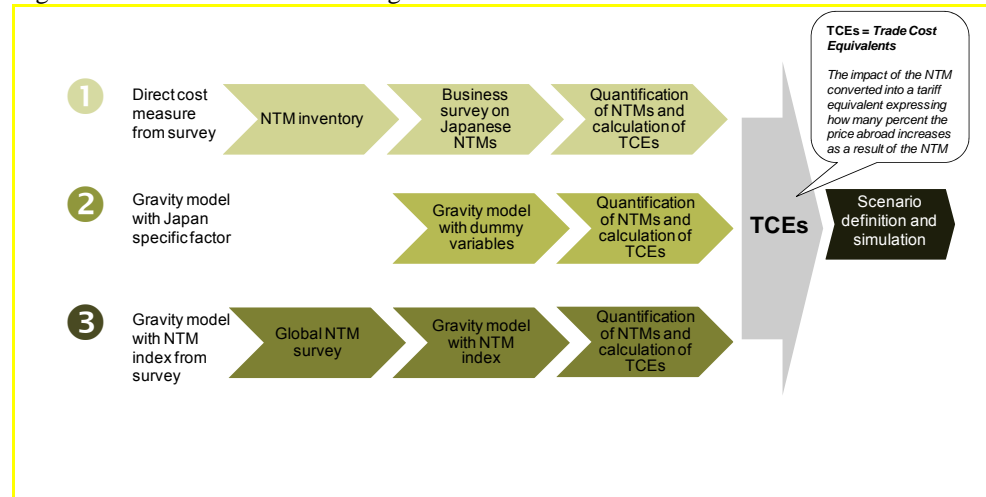 TCEs = Trade Cost
Equivalents
The impact of the NTM
converted into a tariff
equivalent expressing
how many percent the
price abroad increases
as a result of the NTM
1
Direct cost
measure
from survey
NTM inventory
Business
survey on
Japanese
NTMs
Quantification
of NTMs and
calculation of
TCEs
2
Gravity model
with Japan
specific factor
Gravity model
with dummy
variables
Quantification
of NTMs and
calculation of
TCEs
TCEs
Scenario
definition and
simulation
3
Gravity model
with NTM
index from
survey
Global NTM
survey
Gravity model
with NTM
index
Quantification
of NTMs and
calculation of
TCEs